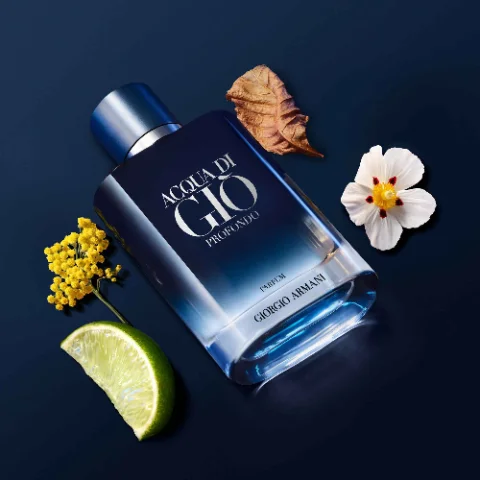 ACQUA DI
GIÒ
PROFONDO
PARFUM
GIORGIO ARMANI